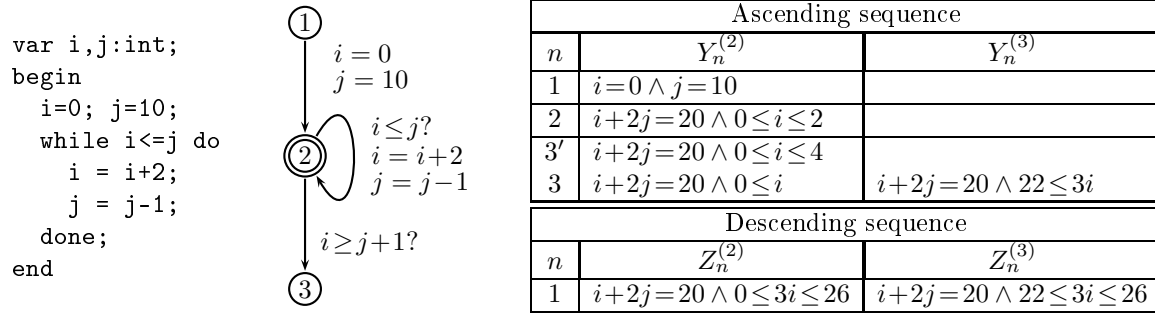 var i,j:int;
begin
i=0; j=10;
while i<=j do
i = i+2;
j = j-1;
done;
end
1
i = 0
j = 10
2
i ≤ j?
i = i+2
j = j−1
i ≥ j+1?
3
Ascending sequence
n Y_n^{(2)} Y_n^{(3)}
1 i=0 ∧ j=10
2 i+2j=20 ∧ 0≤i≤2
3′ i+2j=20 ∧ 0≤i≤4
3 i+2j=20 ∧ 0≤i i+2j=20 ∧ 22≤3i
Descending sequence
n Z_n^{(2)} Z_n^{(3)}
1 i+2j=20 ∧ 0≤3i≤26 i+2j=20 ∧ 22≤3i≤26